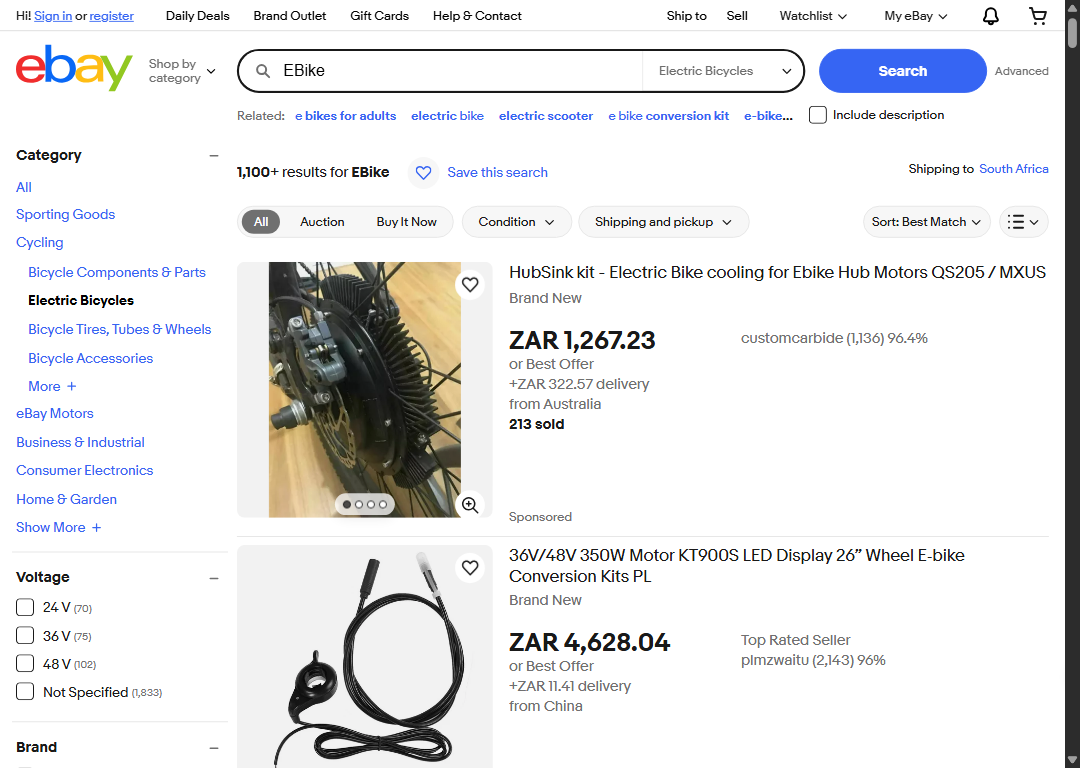 Hi! Sign in or register
Daily Deals
Brand Outlet
Gift Cards
Help & Contact
Ship to
Sell
Watchlist
My eBay
ebay
Shop by
category
EBike
Electric Bicycles
Search
Advanced
Related:
e bikes for adults
electric bike
electric scooter
e bike conversion kit
e-bike...
Include description
Category
All
Sporting Goods
Cycling
Bicycle Components & Parts
Electric Bicycles
Bicycle Tires, Tubes & Wheels
Bicycle Accessories
More +
eBay Motors
Business & Industrial
Consumer Electronics
Home & Garden
Show More +
Voltage
24 V (70)
36 V (75)
48 V (102)
Not Specified (1,833)
Brand
1,100+ results for EBike
Save this search
Shipping to South Africa
All
Auction
Buy It Now
Condition
Shipping and pickup
Sort: Best Match
HubSink kit - Electric Bike cooling for Ebike Hub Motors QS205 / MXUS
Brand New
ZAR 1,267.23
or Best Offer
+ZAR 322.57 delivery
from Australia
213 sold
customcarbide (1,136) 96.4%
Sponsored
36V/48V 350W Motor KT900S LED Display 26” Wheel E-bike
Conversion Kits PL
Brand New
ZAR 4,628.04
or Best Offer
+ZAR 11.41 delivery
from China
Top Rated Seller
plmzwaitu (2,143) 96%